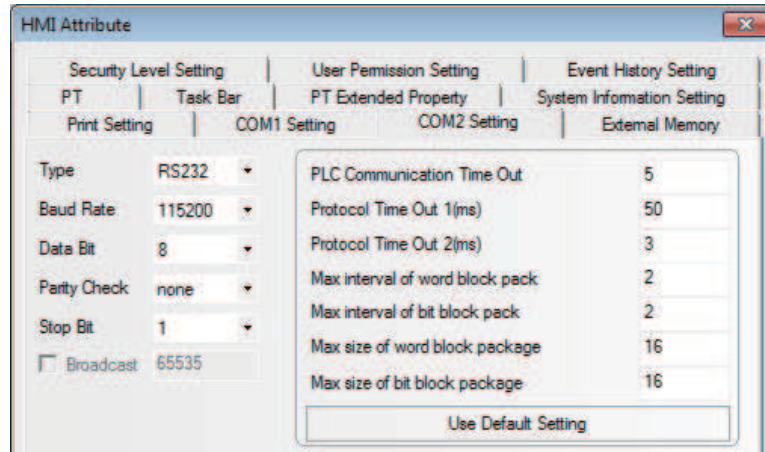 HMI Attribute
Security Level Setting User Permission Setting Event History Setting
PT Task Bar PT Extended Property System Information Setting
Print Setting COM1 Setting COM2 Setting External Memory
Type RS232
Baud Rate 115200
Data Bit 8
Parity Check none
Stop Bit 1
Broadcast 65535
PLC Communication Time Out 5
Protocol Time Out 1(ms) 50
Protocol Time Out 2(ms) 3
Max interval of word block pack 2
Max interval of bit block pack 2
Max size of word block package 16
Max size of bit block package 16
Use Default Setting